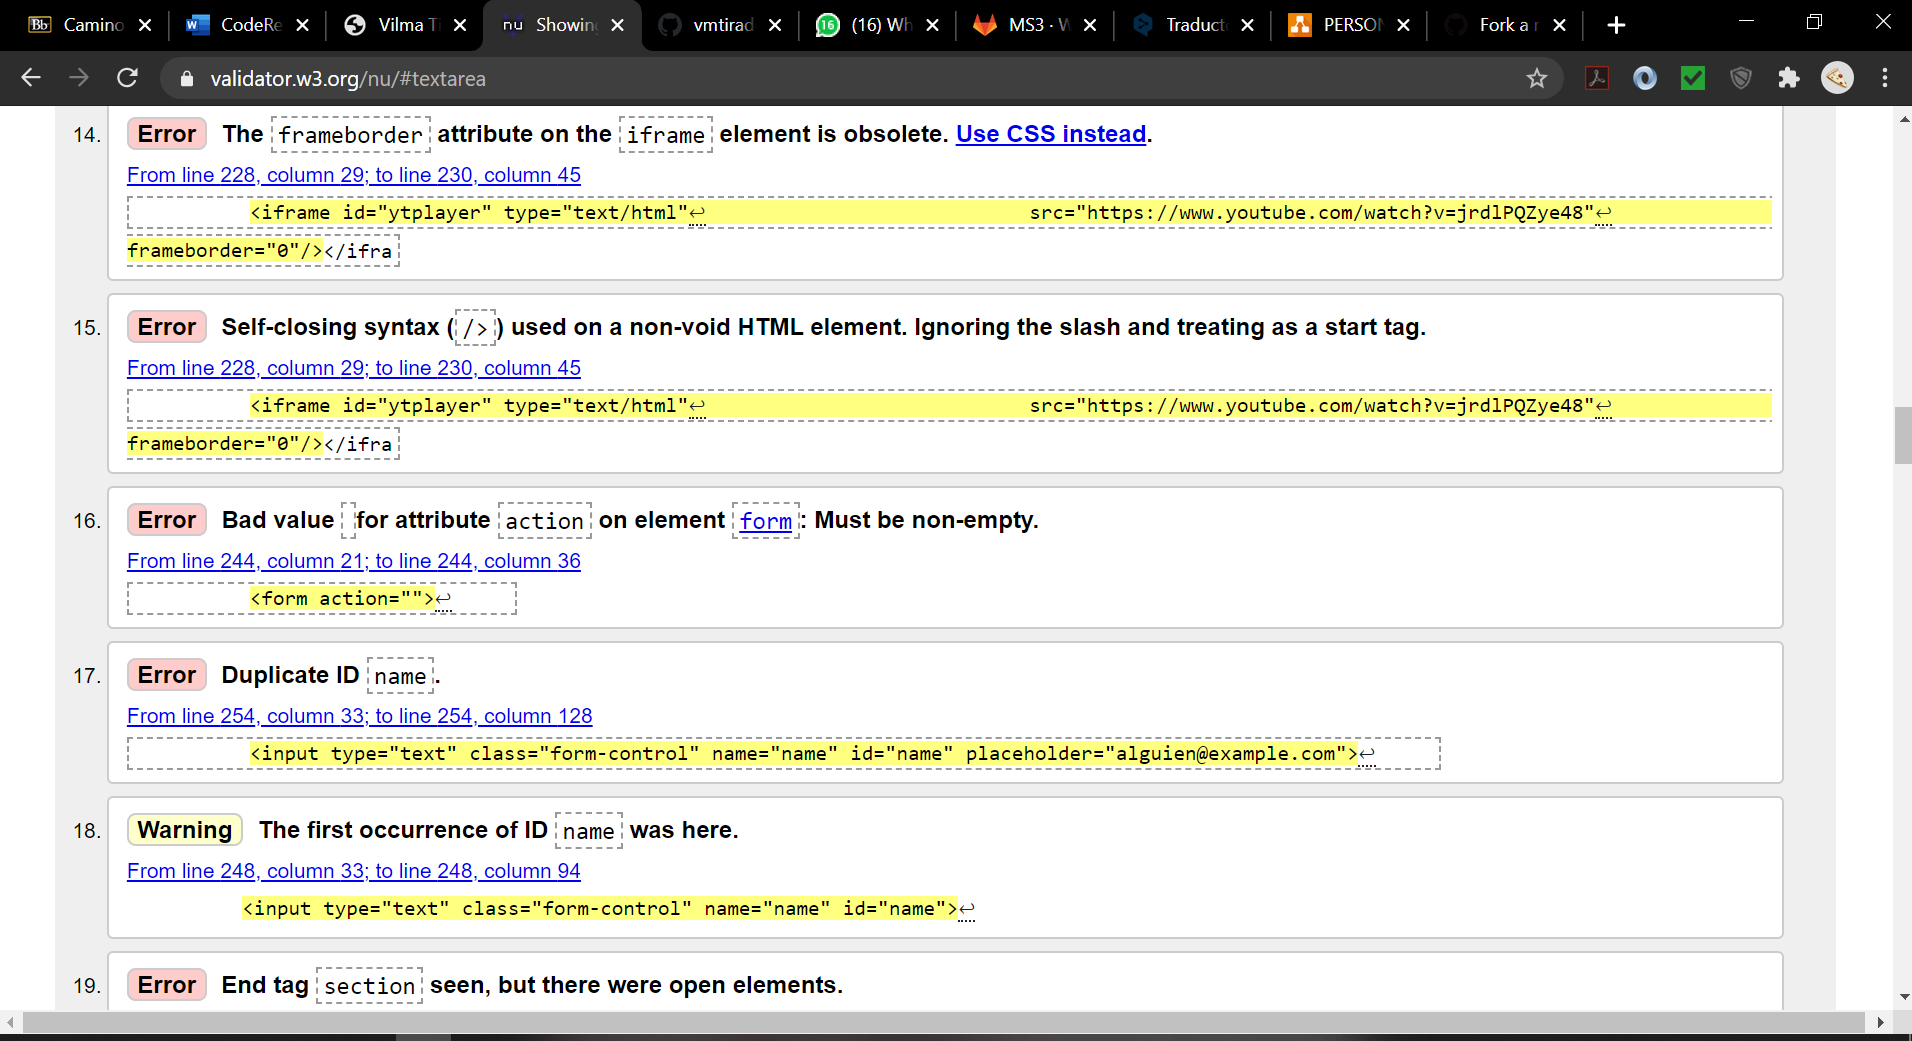 Camino
CodeRe
Vilma Ti
nu Showing
vmtirad
(16) Wh
MS3 · W
Traducto
PERSON
Fork a r
validator.w3.org/nu/#textarea
14. Error The frameborder attribute on the iframe element is obsolete. Use CSS instead.
From line 228, column 29; to line 230, column 45
<iframe id="ytplayer" type="text/html"↩ src="https://www.youtube.com/watch?v=jrdlPQZye48"↩
frameborder="0"/></ifra
15. Error Self-closing syntax (/>) used on a non-void HTML element. Ignoring the slash and treating as a start tag.
From line 228, column 29; to line 230, column 45
<iframe id="ytplayer" type="text/html"↩ src="https://www.youtube.com/watch?v=jrdlPQZye48"↩
frameborder="0"/></ifra
16. Error Bad value for attribute action on element form: Must be non-empty.
From line 244, column 21; to line 244, column 36
<form action="">↩
17. Error Duplicate ID name.
From line 254, column 33; to line 254, column 128
<input type="text" class="form-control" name="name" id="name" placeholder="alguien@example.com">↩
18. Warning The first occurrence of ID name was here.
From line 248, column 33; to line 248, column 94
<input type="text" class="form-control" name="name" id="name">↩
19. Error End tag section seen, but there were open elements.